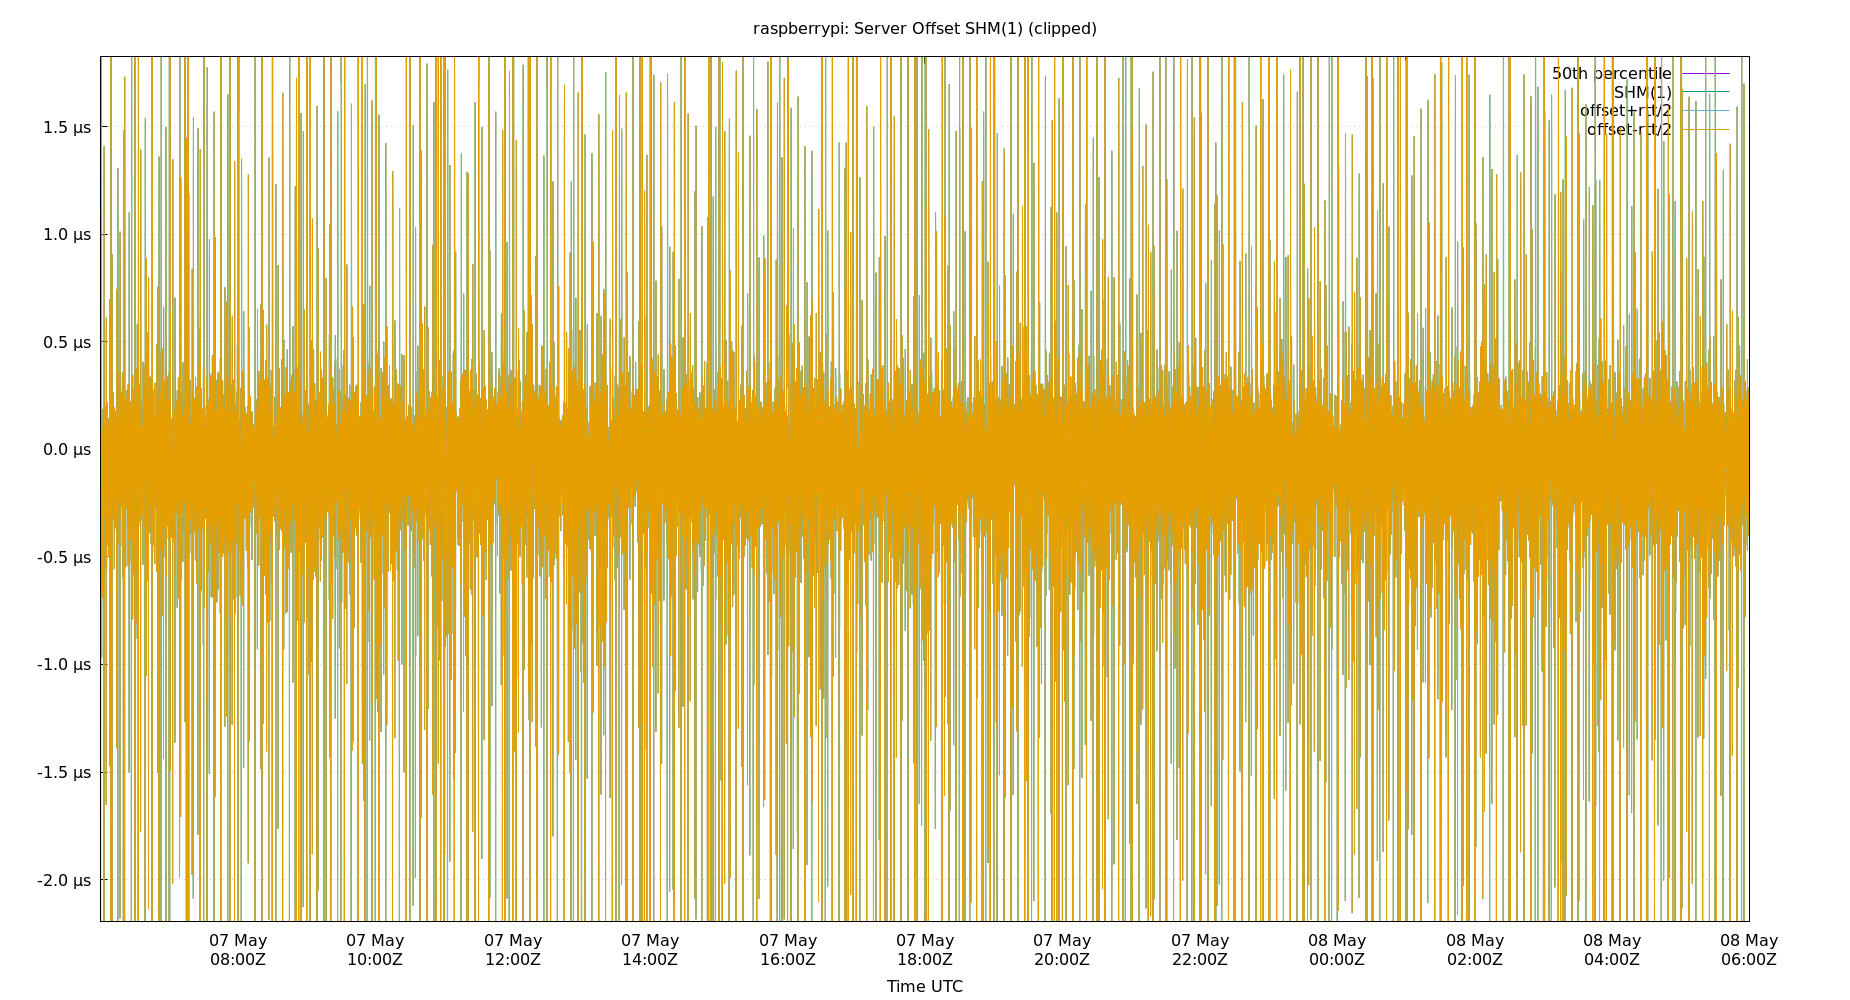 raspberrypi: Server Offset SHM(1) (clipped)
50th percentile
SHM(1)
offset+rtt/2
offset-rtt/2
1.5 µs
1.0 µs
0.5 µs
0.0 µs
-0.5 µs
-1.0 µs
-1.5 µs
-2.0 µs
07 May 07 May 07 May 07 May 07 May 07 May 07 May 07 May 08 May 08 May 08 May 08 May
08:00Z 10:00Z 12:00Z 14:00Z 16:00Z 18:00Z 20:00Z 22:00Z 00:00Z 02:00Z 04:00Z 06:00Z
Time UTC